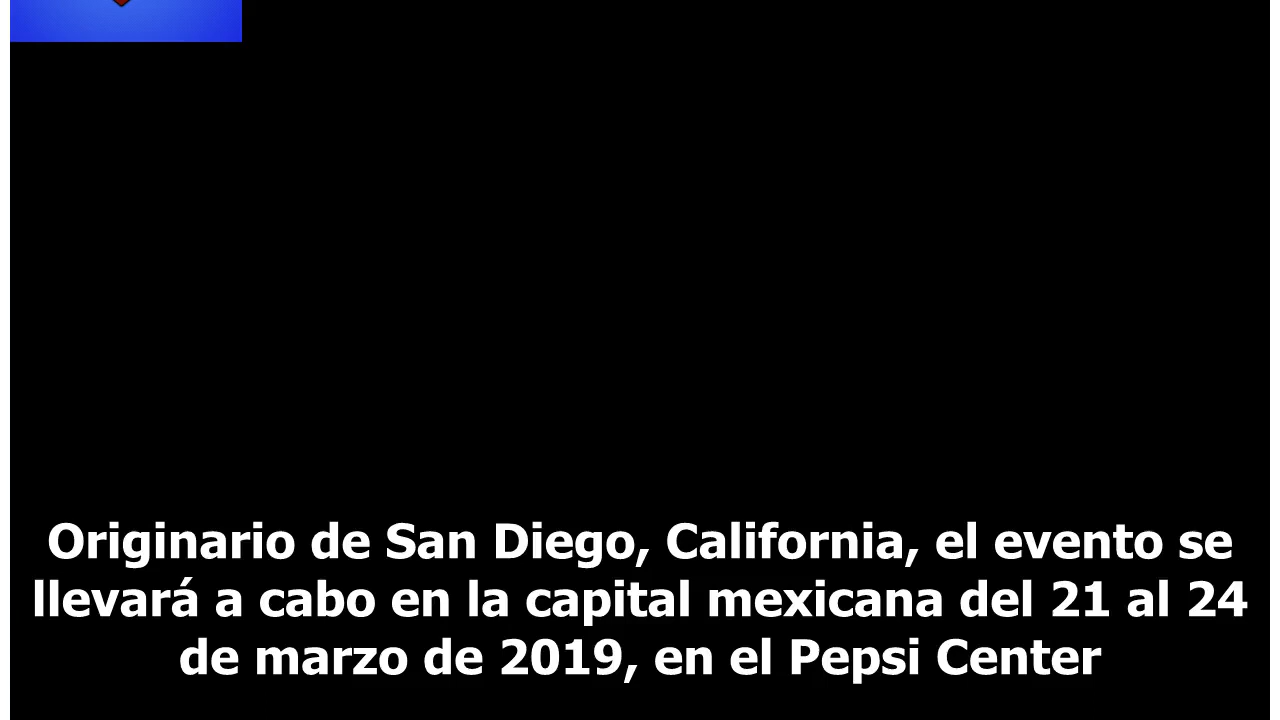 Originario de San Diego, California, el evento se
llevará a cabo en la capital mexicana del 21 al 24
de marzo de 2019, en el Pepsi Center